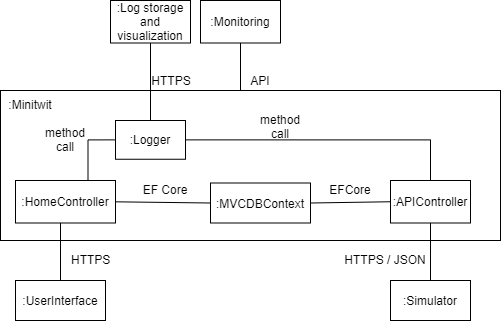 :Log storage
and
visualization
:Monitoring
HTTPS
API
:Minitwit
method
call
:Logger
method
call
:HomeController
EF Core
:MVCDBContext
EFCore
:APIController
HTTPS
HTTPS / JSON
:UserInterface
:Simulator